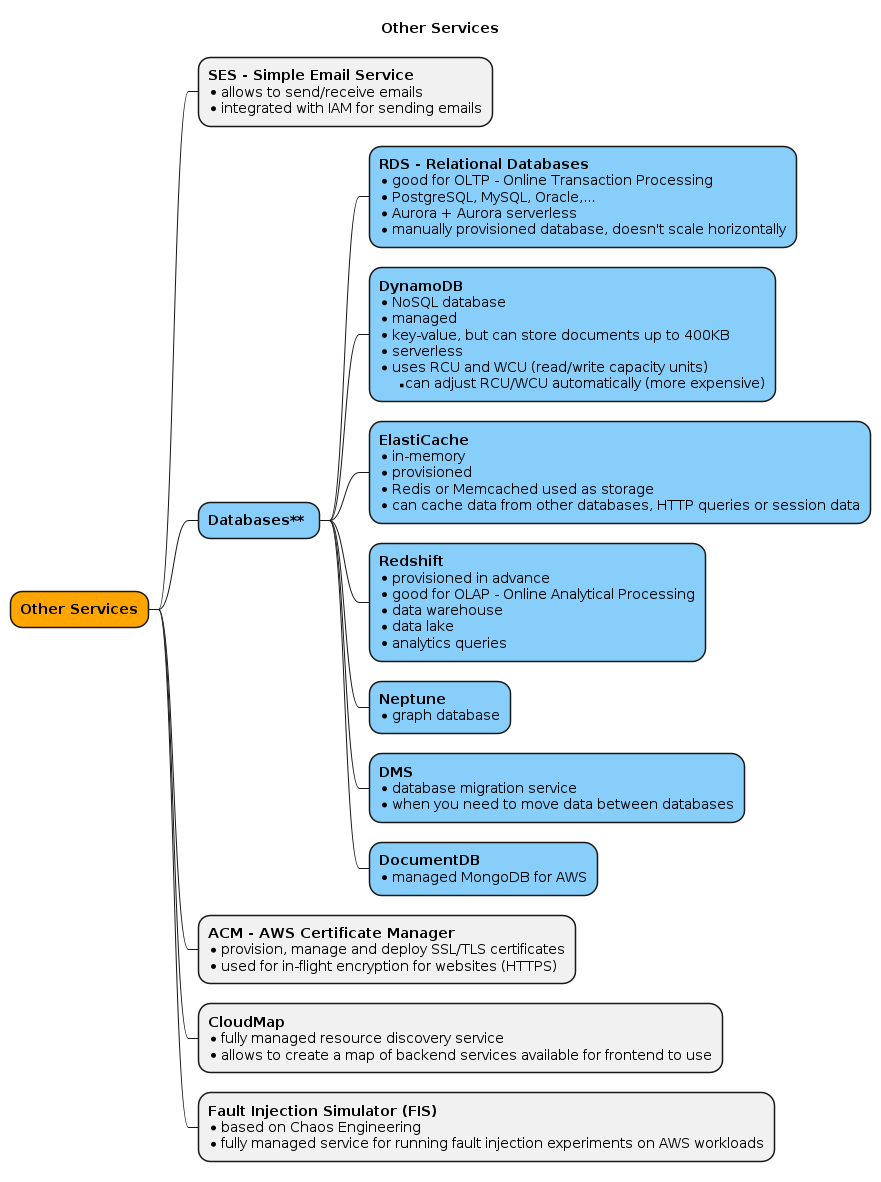 Other Services
SES - Simple Email Service
• allows to send/receive emails
• integrated with IAM for sending emails
RDS - Relational Databases
• good for OLTP - Online Transaction Processing
• PostgreSQL, MySQL, Oracle,...
• Aurora + Aurora serverless
• manually provisioned database, doesn't scale horizontally
DynamoDB
• NoSQL database
• managed
• key-value, but can store documents up to 400KB
• serverless
• uses RCU and WCU (read/write capacity units)
▪can adjust RCU/WCU automatically (more expensive)
ElastiCache
• in-memory
• provisioned
• Redis or Memcached used as storage
• can cache data from other databases, HTTP queries or session data
Databases**
Redshift
• provisioned in advance
• good for OLAP - Online Analytical Processing
• data warehouse
• data lake
• analytics queries
Other Services
Neptune
• graph database
DMS
• database migration service
• when you need to move data between databases
DocumentDB
• managed MongoDB for AWS
ACM - AWS Certificate Manager
• provision, manage and deploy SSL/TLS certificates
• used for in-flight encryption for websites (HTTPS)
CloudMap
• fully managed resource discovery service
• allows to create a map of backend services available for frontend to use
Fault Injection Simulator (FIS)
• based on Chaos Engineering
• fully managed service for running fault injection experiments on AWS workloads